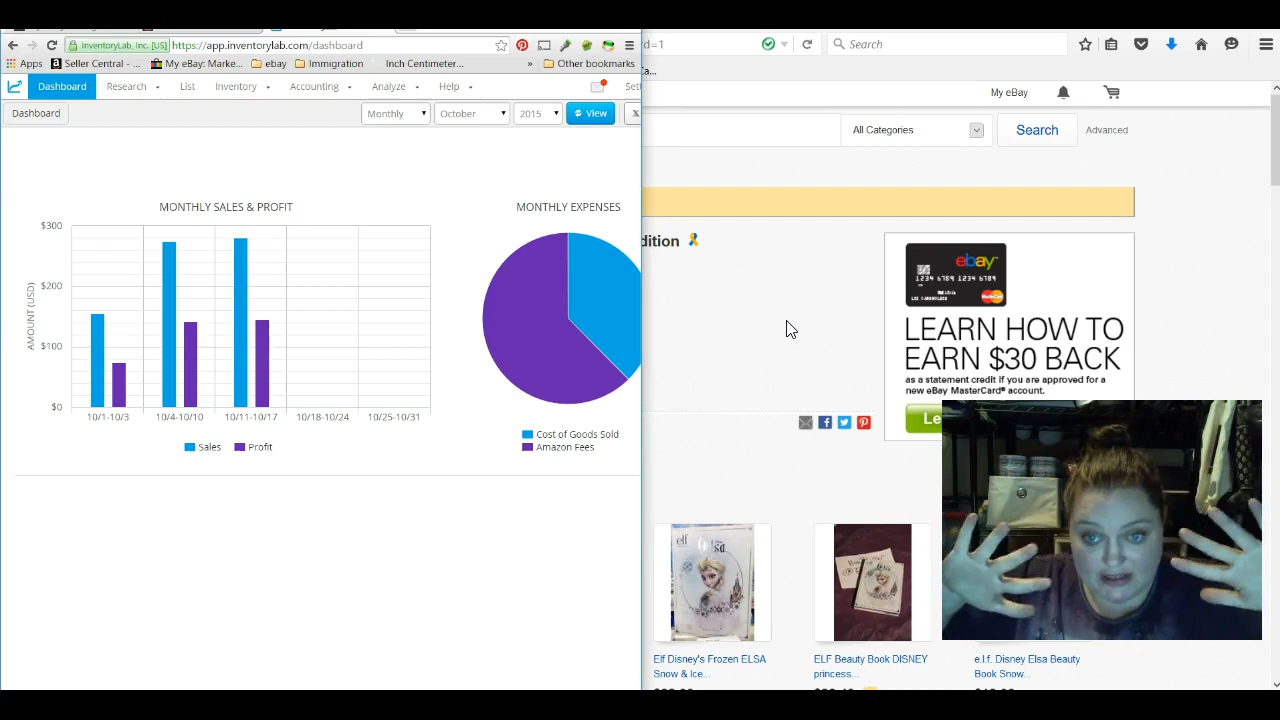 InventoryLab, Inc. [US]
https://app.inventorylab.com/dashboard
Apps
Seller Central - ...
My eBay: Marke...
ebay
Immigration
Inch Centimeter...
»
Other bookmarks
Dashboard
Research
List
Inventory
Accounting
Analyze
Help
Dashboard
Monthly
October
2015
View
MONTHLY SALES & PROFIT
$300
$200
$100
$0
AMOUNT (USD)
10/1-10/3
10/4-10/10
10/11-10/17
10/18-10/24
10/25-10/31
Sales
Profit
MONTHLY EXPENSES
Cost of Goods Sold
Amazon Fees
d=1
Search
My eBay
All Categories
Search
Advanced
dition
ebay
LEARN HOW TO
EARN $30 BACK
as a statement credit if you are approved for a
new eBay MasterCard® account.
Le
Elf Disney's Frozen ELSA
Snow & Ice...
ELF Beauty Book DISNEY
princess...
e.l.f. Disney Elsa Beauty
Book Snow...